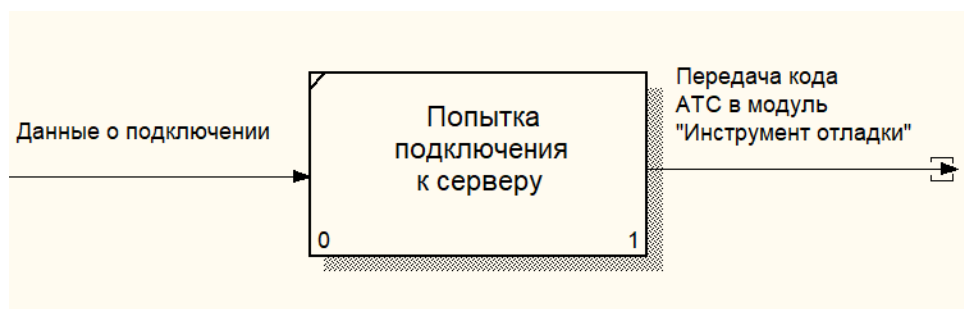 Данные о подключении
Попытка
подключения
к серверу
0
1
Передача кода
АТС в модуль
"Инструмент отладки"